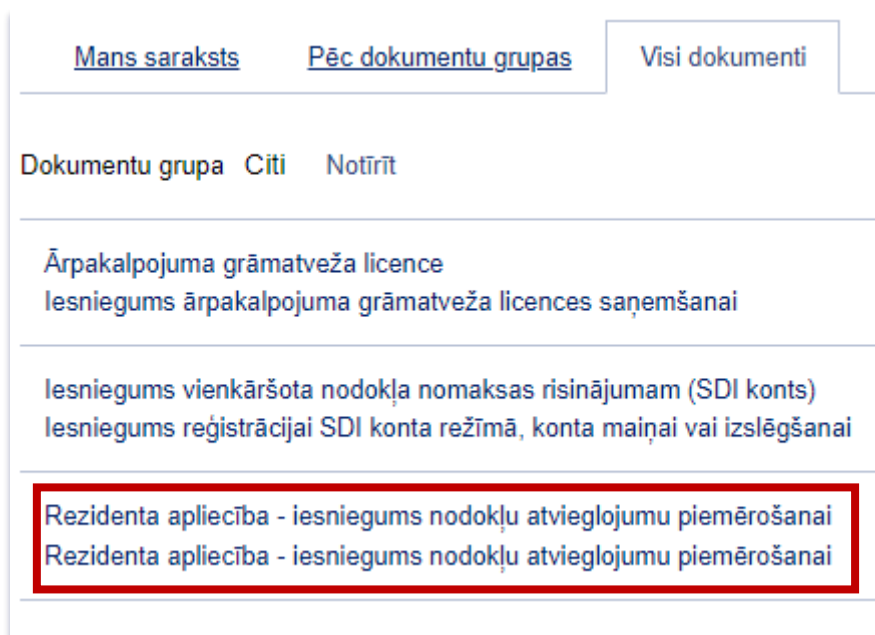 Mans saraksts Pēc dokumentu grupas Visi dokumenti
Dokumentu grupa Citi Notīrīt
Ārpakalpojuma grāmatveža licence
Iesniegums ārpakalpojuma grāmatveža licences saņemšanai
Iesniegums vienkāršota nodokļa nomaksas risinājumam (SDI konts)
Iesniegums reģistrācijai SDI konta režīmā, konta maiņai vai izslēgšanai
Rezidenta apliecība - iesniegums nodokļu atvieglojumu piemērošanai
Rezidenta apliecība - iesniegums nodokļu atvieglojumu piemērošanai